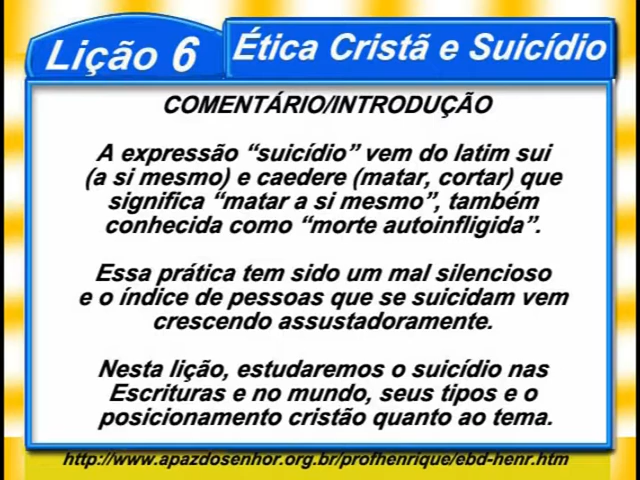 Lição 6
Ética Cristã e Suicídio
COMENTÁRIO/INTRODUÇÃO
A expressão “suicídio” vem do latim sui
(a si mesmo) e caedere (matar, cortar) que
significa “matar a si mesmo”, também
conhecida como “morte autoinfligida”.
Essa prática tem sido um mal silencioso
e o índice de pessoas que se suicidam vem
crescendo assustadoramente.
Nesta lição, estudaremos o suicídio nas
Escrituras e no mundo, seus tipos e o
posicionamento cristão quanto ao tema.
http://www.apazdosenhor.org.br/profhenrique/ebd-henr.htm